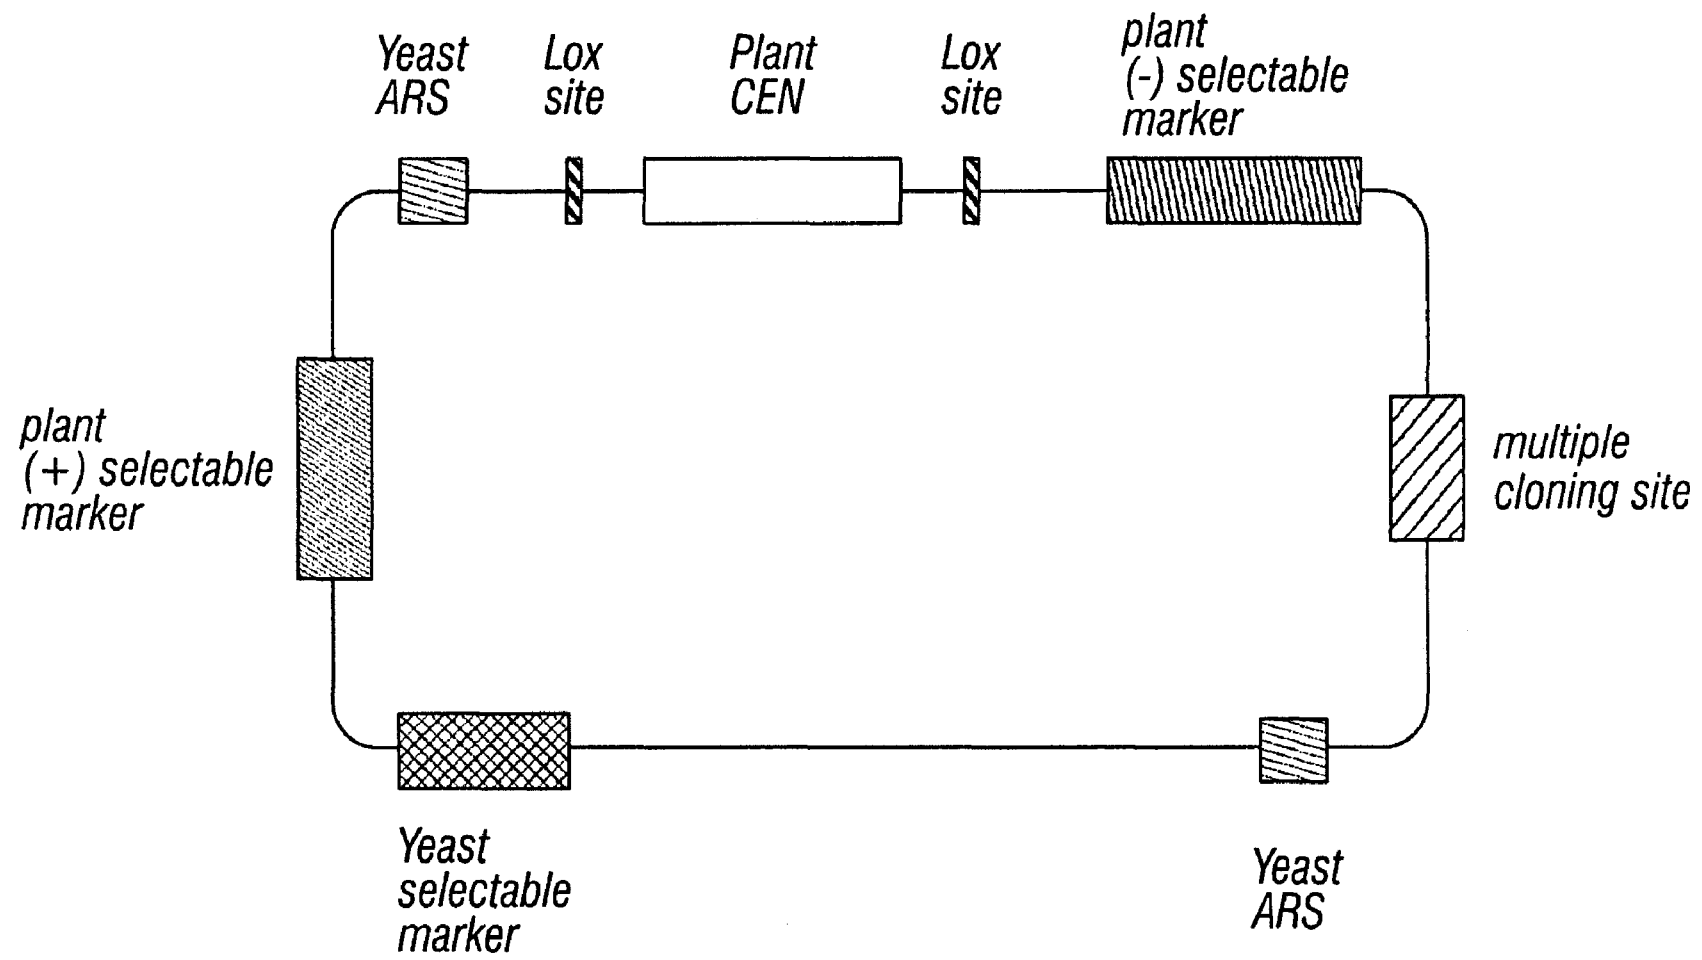 Yeast
ARS
Lox
site
Plant
CEN
Lox
site
plant
(-) selectable
marker
plant
(+) selectable
marker
multiple
cloning site
Yeast
selectable
marker
Yeast
ARS